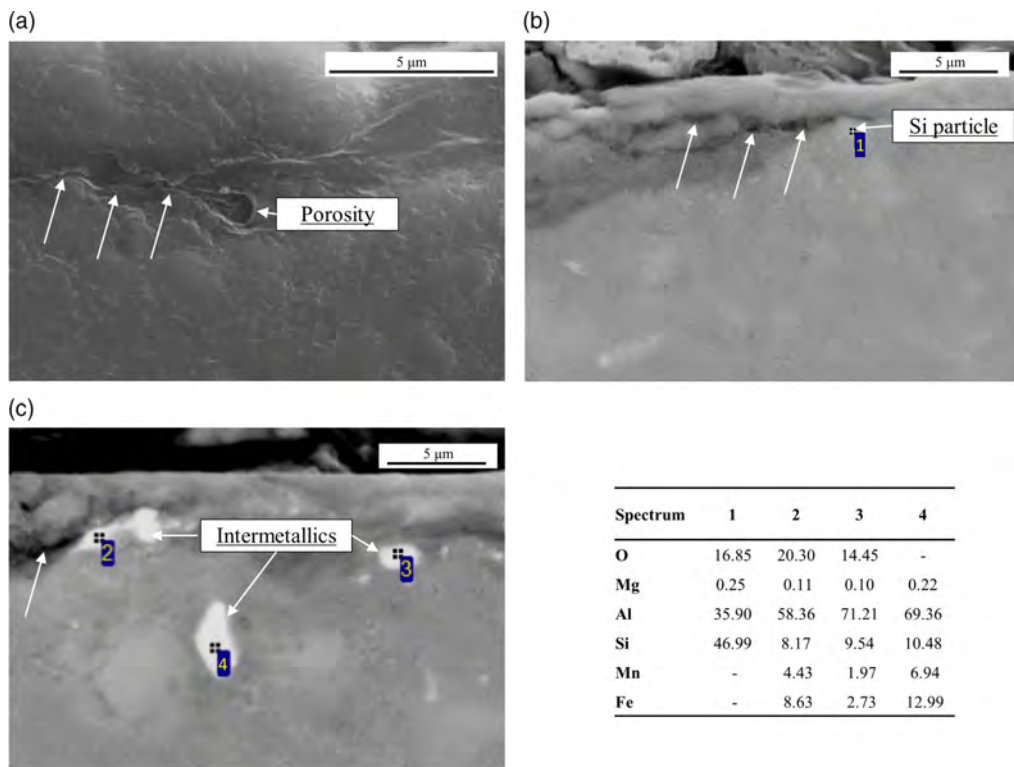 (a)
5 μm
Porosity
(b)
5 μm
Si particle
1
(c)
5 μm
Intermetallics
2
3
4
Spectrum 1 2 3 4
O 16.85 20.30 14.45 -
Mg 0.25 0.11 0.10 0.22
Al 35.90 58.36 71.21 69.36
Si 46.99 8.17 9.54 10.48
Mn - 4.43 1.97 6.94
Fe - 8.63 2.73 12.99